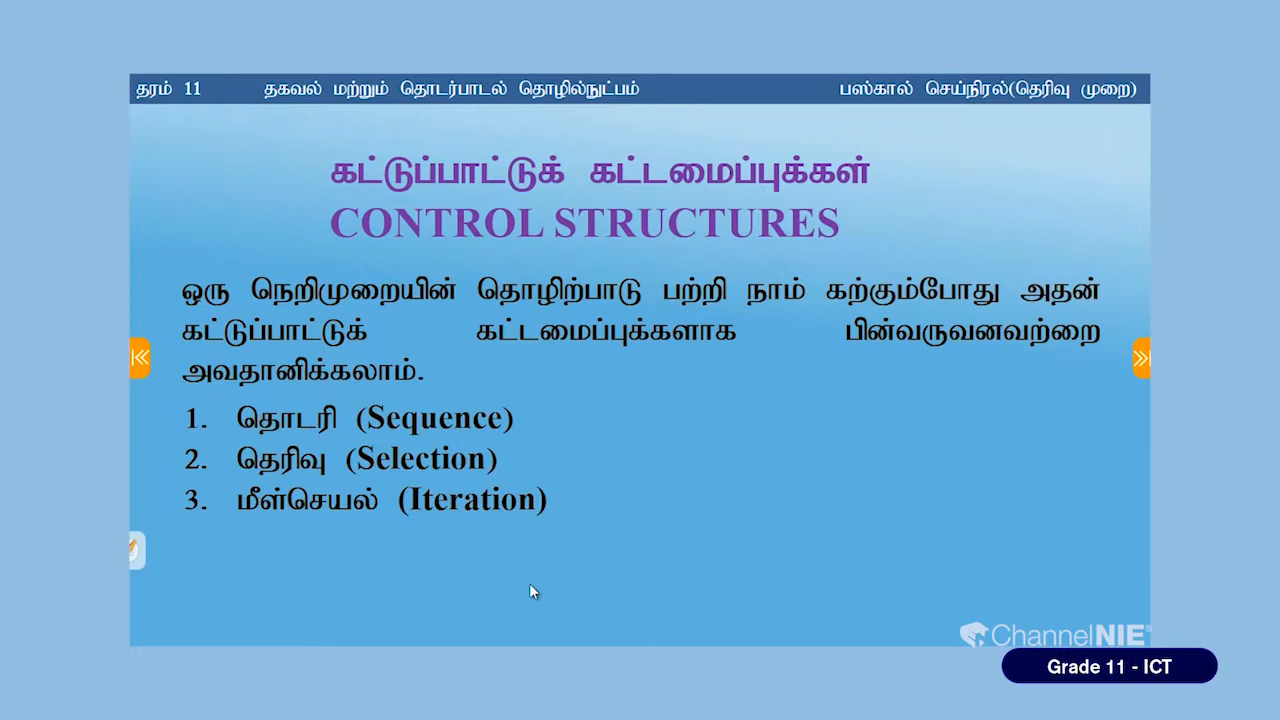 தரம் 11 தகவல் மற்றும் தொடர்பாடல் தொழில்நுட்பம் பஸ்கால் செய்நிரல்(தெரிவு முறை)
கட்டுப்பாட்டுக் கட்டமைப்புக்கள்
CONTROL STRUCTURES
ஒரு நெறிமுறையின் தொழிற்பாடு பற்றி நாம் கற்கும்போது அதன்
கட்டுப்பாட்டுக் கட்டமைப்புக்களாக பின்வருவனவற்றை
அவதானிக்கலாம்.
1. தொடரி (Sequence)
2. தெரிவு (Selection)
3. மீள்செயல் (Iteration)
ChannelNIE®
Grade 11 - ICT